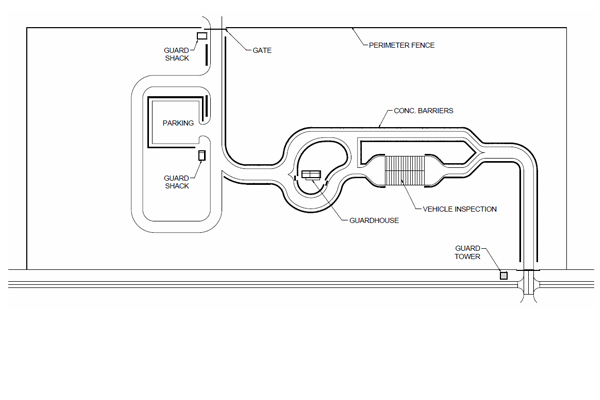 GUARD
SHACK
GATE
PERIMETER FENCE
CONC. BARRIERS
PARKING
GUARD
SHACK
VEHICLE INSPECTION
GUARDHOUSE
GUARD
TOWER